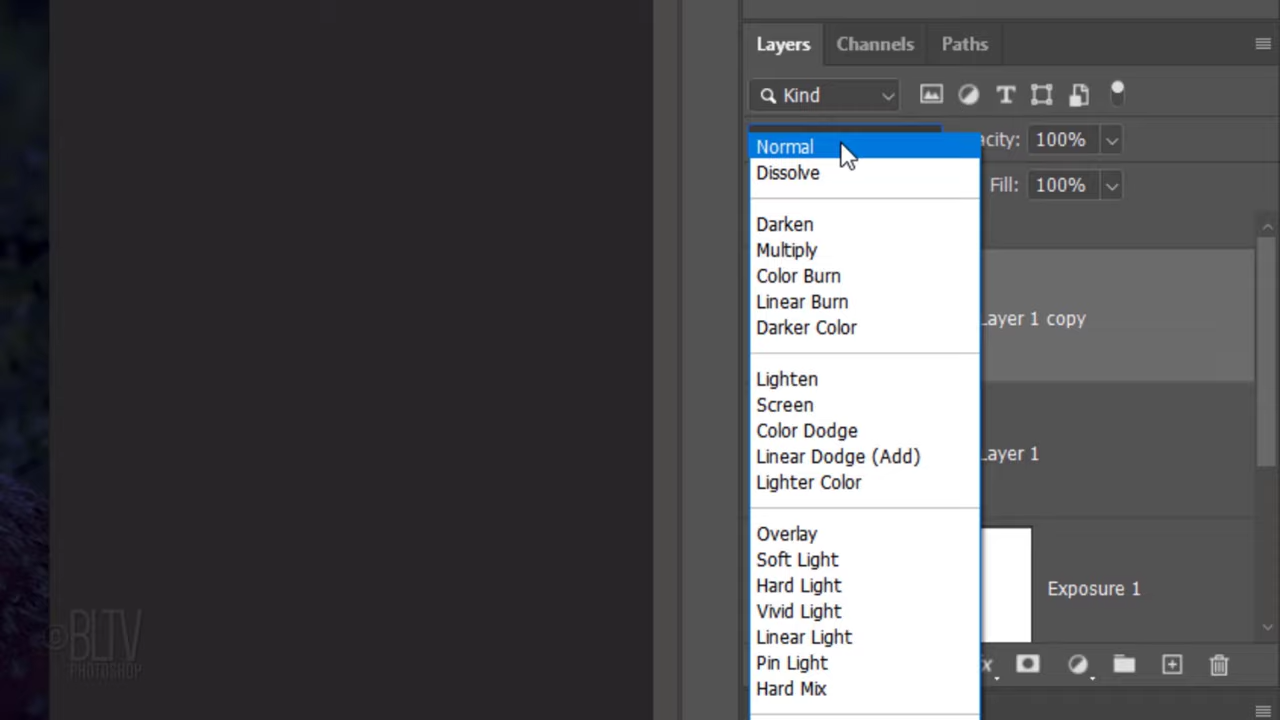 Layers Channels Paths
Kind
Normal
acity: 100%
Dissolve
Fill: 100%
Darken
Multiply
Color Burn
Linear Burn
Layer 1 copy
Darker Color
Lighten
Screen
Color Dodge
Linear Dodge (Add)
Layer 1
Lighter Color
Overlay
Soft Light
Hard Light
Exposure 1
Vivid Light
Linear Light
Pin Light
Hard Mix
©BLTV
PHOTOSHOP